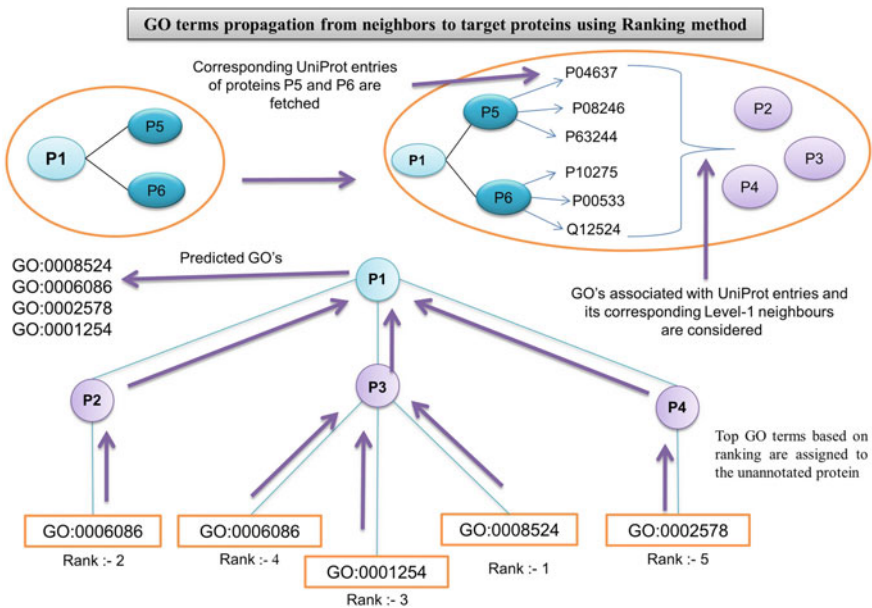 GO terms propagation from neighbors to target proteins using Ranking method
Corresponding UniProt entries
of proteins P5 and P6 are
fetched
P1
P5
P6
P1
P5
P6
P04637
P08246
P63244
P10275
P00533
Q12524
P2
P3
P4
GO's associated with UniProt entries and
its corresponding Level-1 neighbours
are considered
GO:0008524
GO:0006086
GO:0002578
GO:0001254
Predicted GO's
P1
P2
P3
P4
Top GO terms based on
ranking are assigned to
the unannotated protein
GO:0006086
Rank :- 2
GO:0006086
Rank :- 4
GO:0001254
Rank :- 3
GO:0008524
Rank :- 1
GO:0002578
Rank :- 5